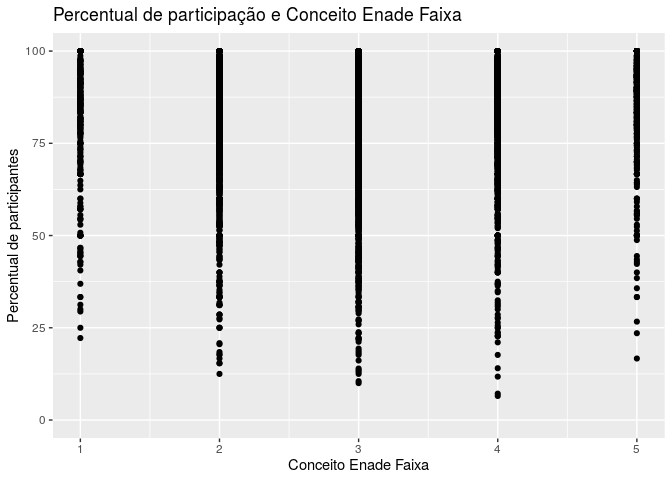 Percentual de participação e Conceito Enade Faixa
Percentual de participantes
100
75
50
25
0
1 2 3 4 5
Conceito Enade Faixa